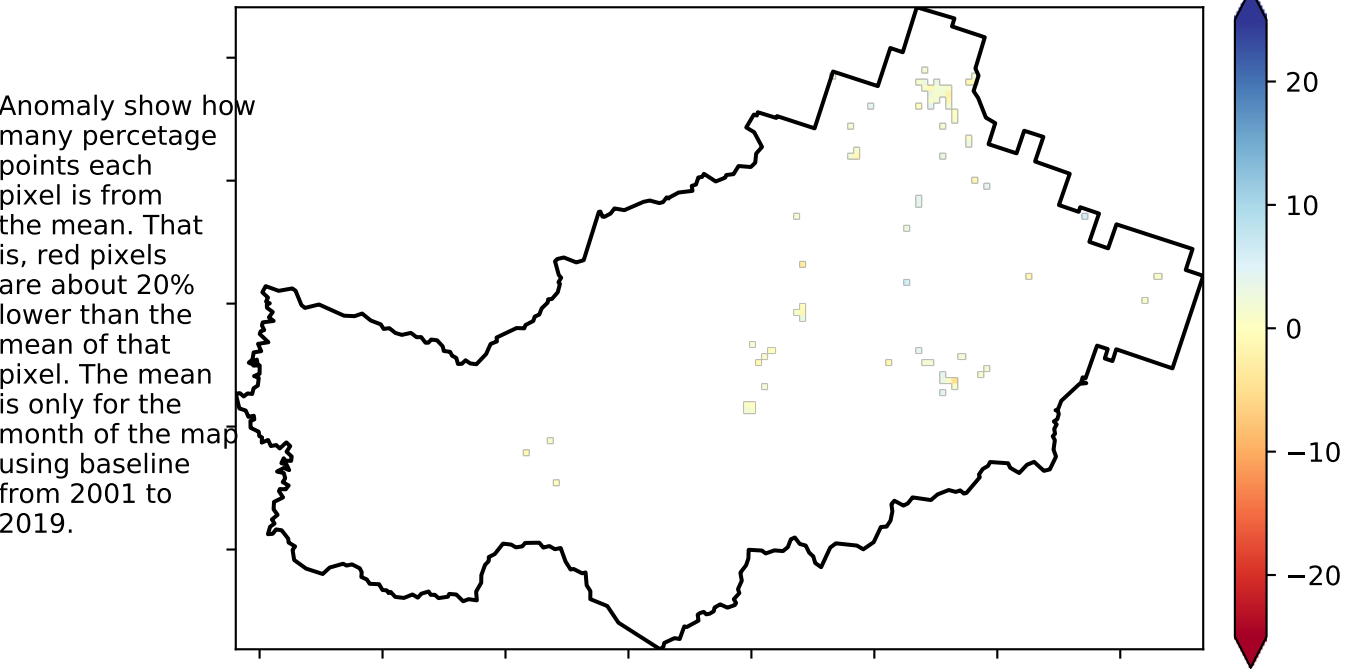 Anomaly show how
many percetage
points each
pixel is from
the mean. That
is, red pixels
are about 20%
lower than the
mean of that
pixel. The mean
is only for the
month of the map
using baseline
from 2001 to
2019.
20
10
0
−10
−20